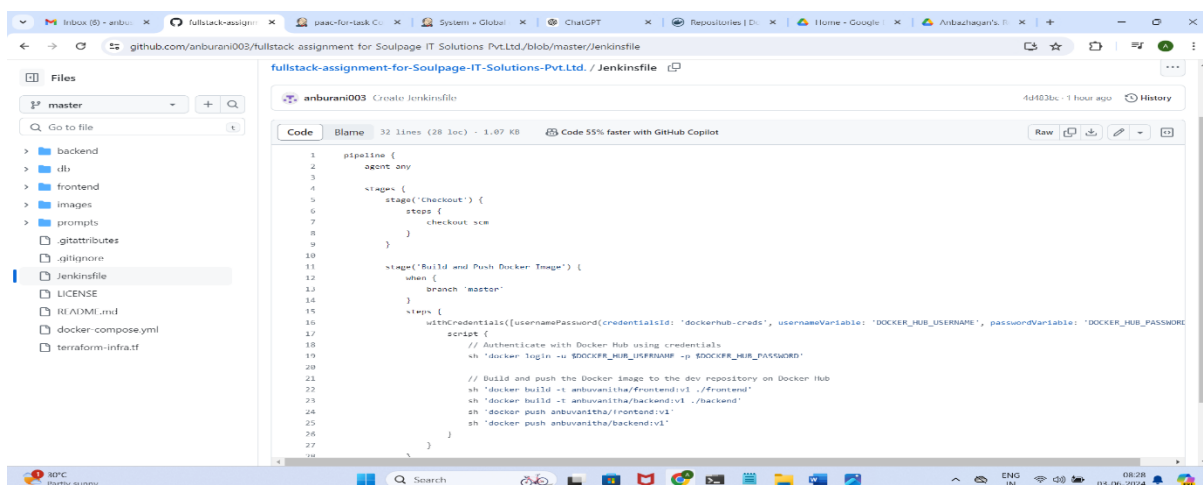 Inbox (6) - anbu
fullstack-assignm
paac-for-task Co
System » Global
ChatGPT
Repositories | Do
Home - Google
Anbazhagan's.
github.com/anburani003/fullstack assignment for Soulpage IT Solutions Pvt.Ltd./blob/master/Jenkinsfile
Files
fullstack-assignment-for-Soulpage-IT-Solutions-Pvt.Ltd. / Jenkinsfile
master
anburani003 Create Jenkinsfile
4d483bc · 1 hour ago History
Go to file t
Code Blame 32 lines (28 loc) · 1.07 KB Code 55% faster with GitHub Copilot Raw
backend
db
frontend
images
prompts
.gitattributes
.gitignore
Jenkinsfile
LICENSE
README.md
docker-compose.yml
terraform-infra.tf
1 pipeline {
2 agent any
3
4 stages {
5 stage('Checkout') {
6 steps {
7 checkout scm
8 }
9 }
10
11 stage('Build and Push Docker Image') {
12 when {
13 branch 'master'
14 }
15 steps {
16 withCredentials([usernamePassword(credentialsId: 'dockerhub-creds', usernameVariable: 'DOCKER_HUB_USERNAME', passwordVariable: 'DOCKER_HUB_PASSWORD
17 script {
18 // Authenticate with Docker Hub using credentials
19 sh 'docker login -u $DOCKER_HUB_USERNAME -p $DOCKER_HUB_PASSWORD'
20
21 // Build and push the Docker image to the dev repository on Docker Hub
22 sh 'docker build -t anbuvanitha/frontend:v1 ./frontend'
23 sh 'docker build -t anbuvanitha/backend:v1 ./backend'
24 sh 'docker push anbuvanitha/frontend:v1'
25 sh 'docker push anbuvanitha/backend:v1'
26 }
27 }
28 }
30°C
Partly sunny
Search
ENG
IN
08:28
03-06-2024